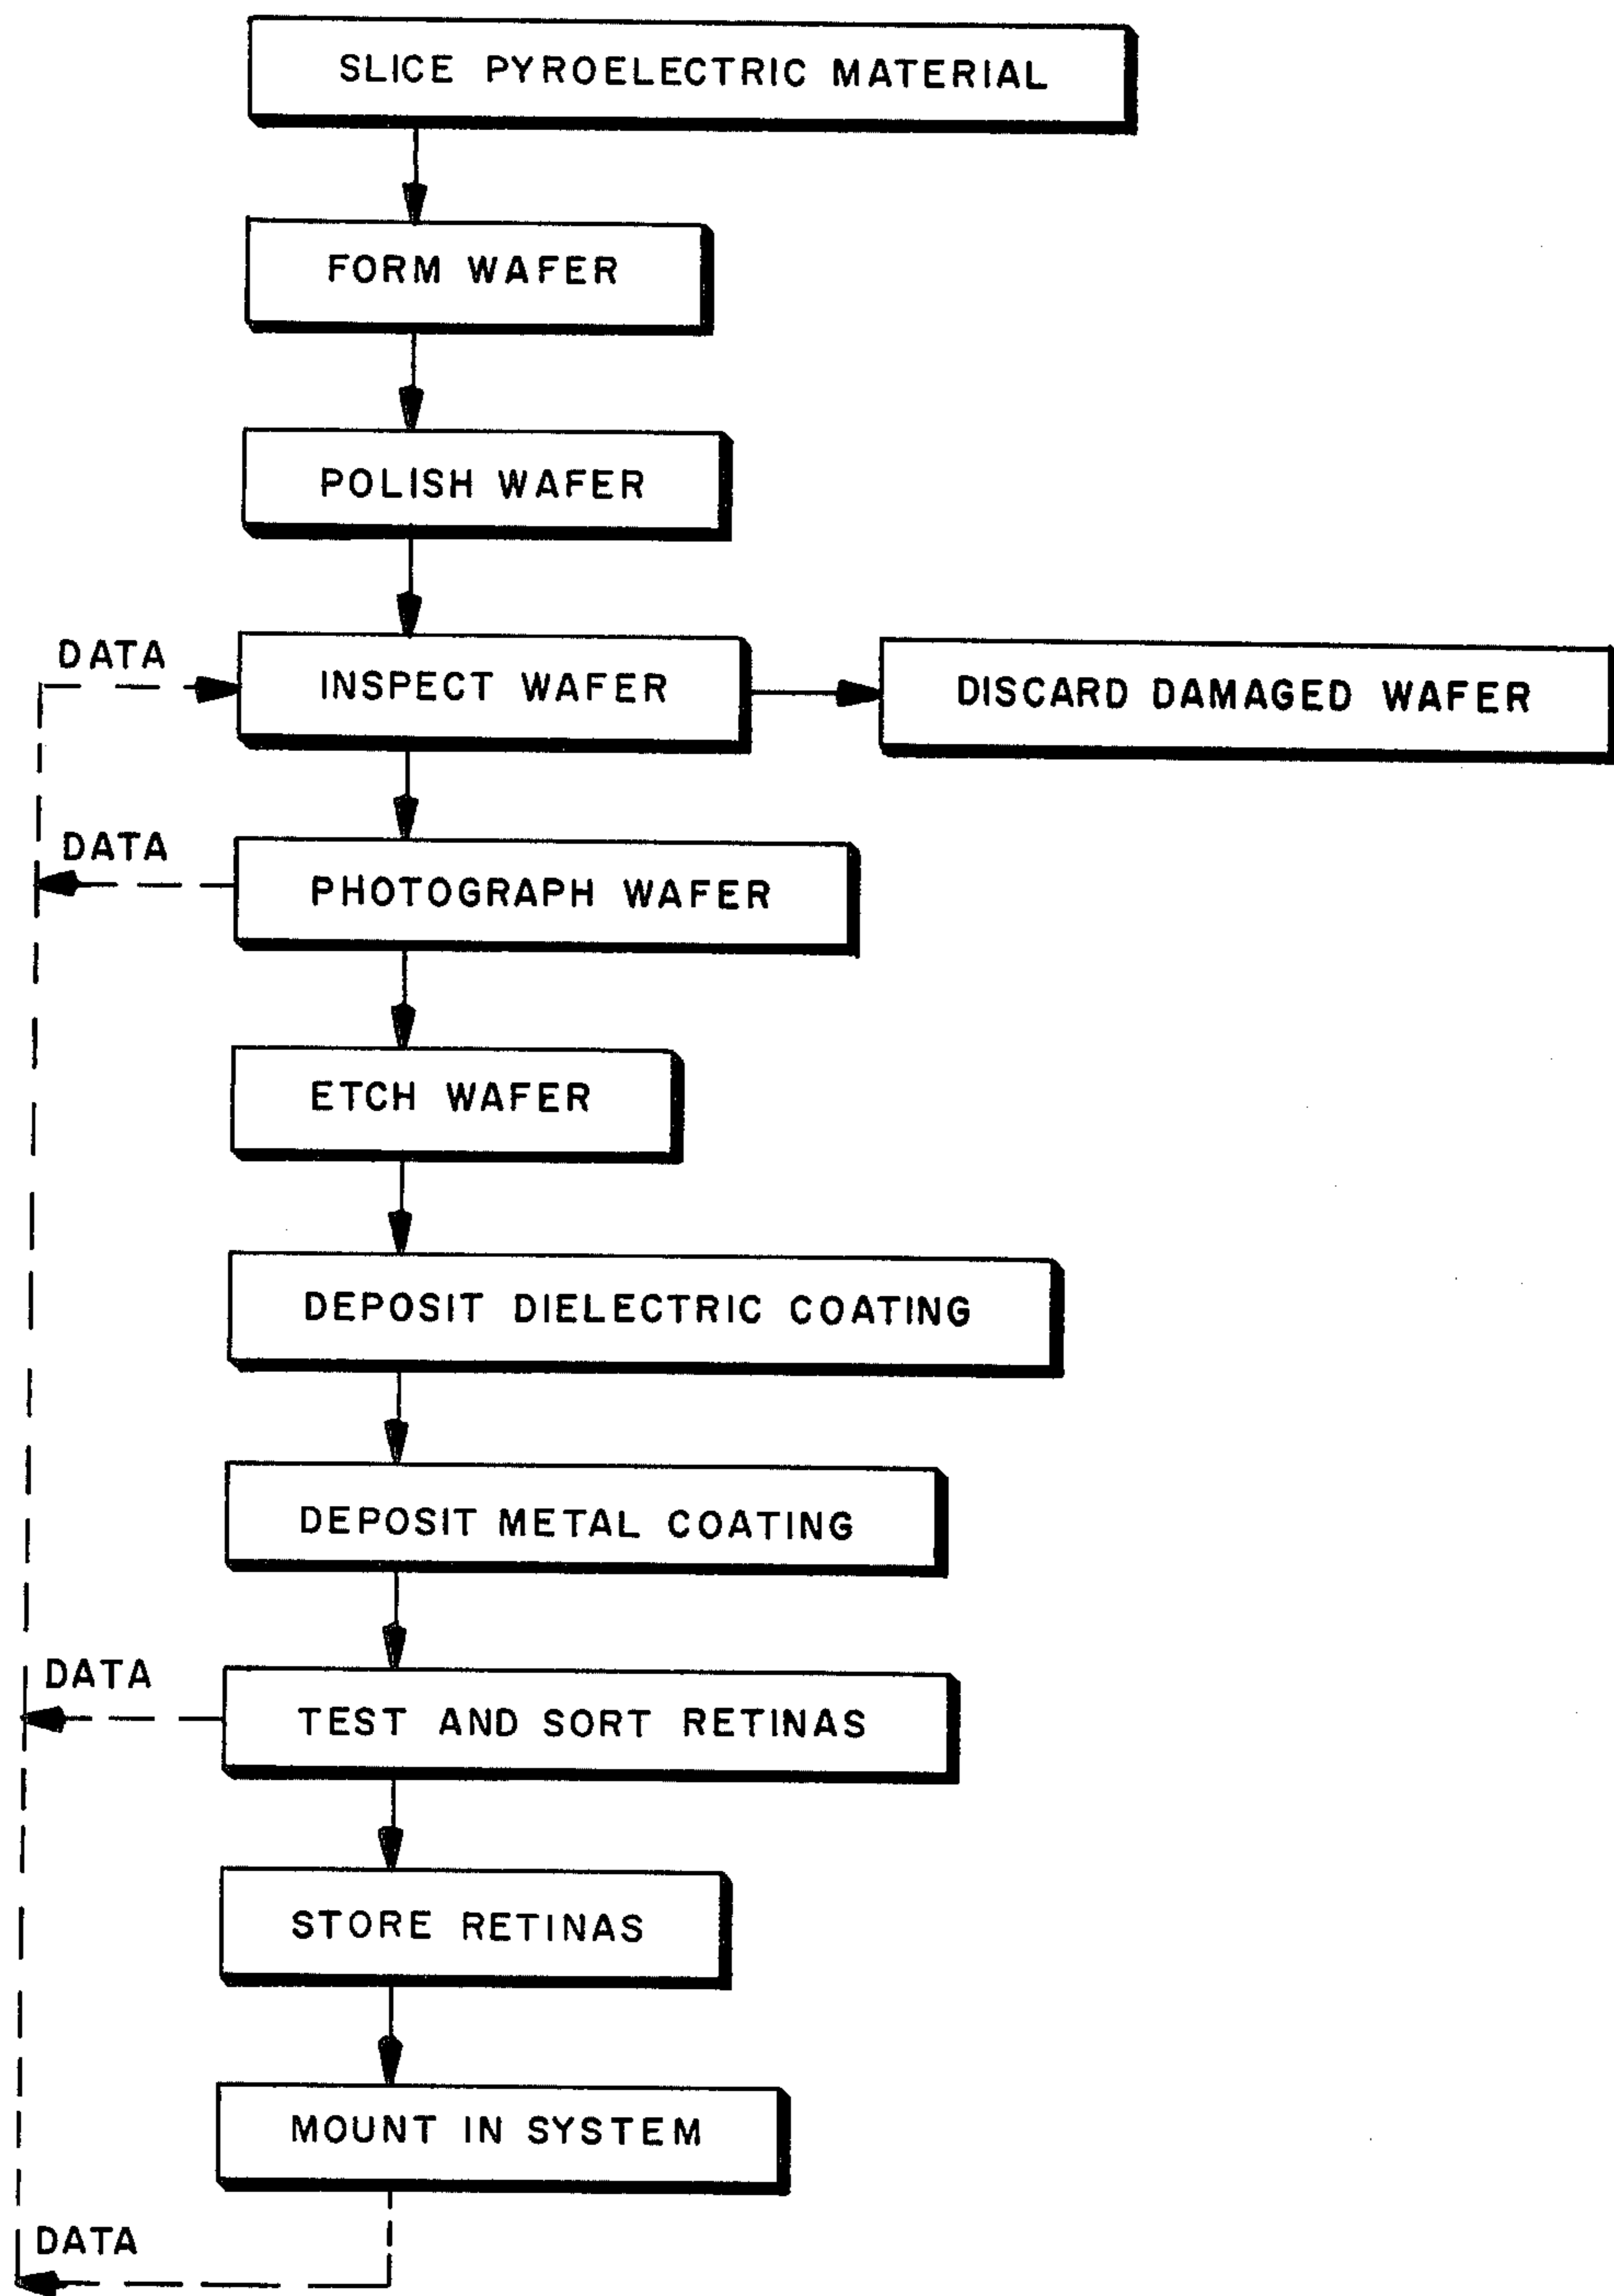 SLICE PYROELECTRIC MATERIAL
FORM WAFER
POLISH WAFER
DATA
INSPECT WAFER
DISCARD DAMAGED WAFER
DATA
PHOTOGRAPH WAFER
ETCH WAFER
DEPOSIT DIELECTRIC COATING
DEPOSIT METAL COATING
DATA
TEST AND SORT RETINAS
STORE RETINAS
MOUNT IN SYSTEM
DATA